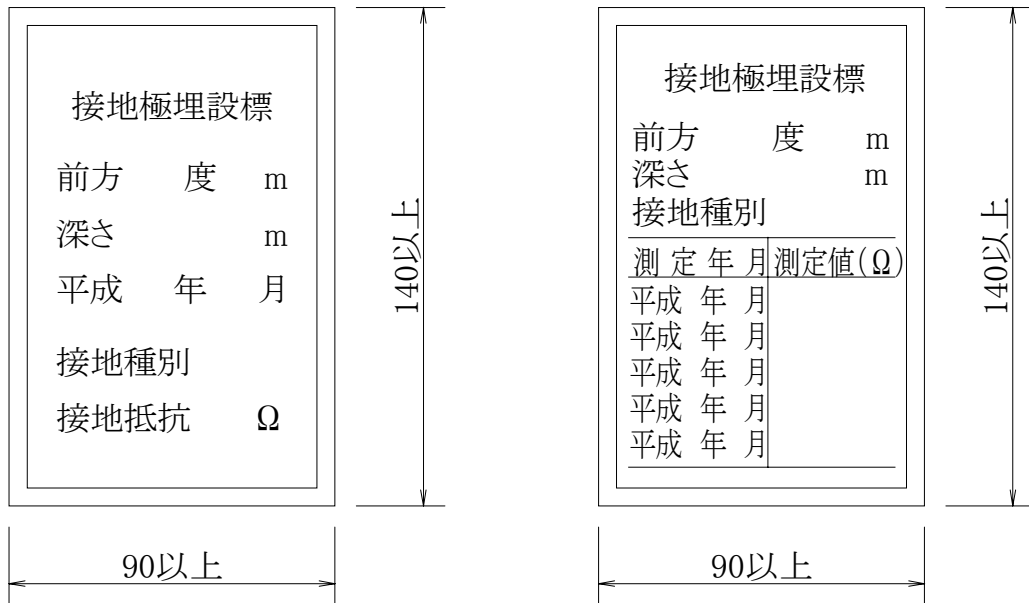 接地極埋設標
前方 度 m
深さ m
平成 年 月
接地種別
接地抵抗 Ω
140以上
90以上
接地極埋設標
前方 度 m
深さ m
接地種別
測定年月 測定値(Ω)
平成 年 月
平成 年 月
平成 年 月
平成 年 月
平成 年 月
140以上
90以上